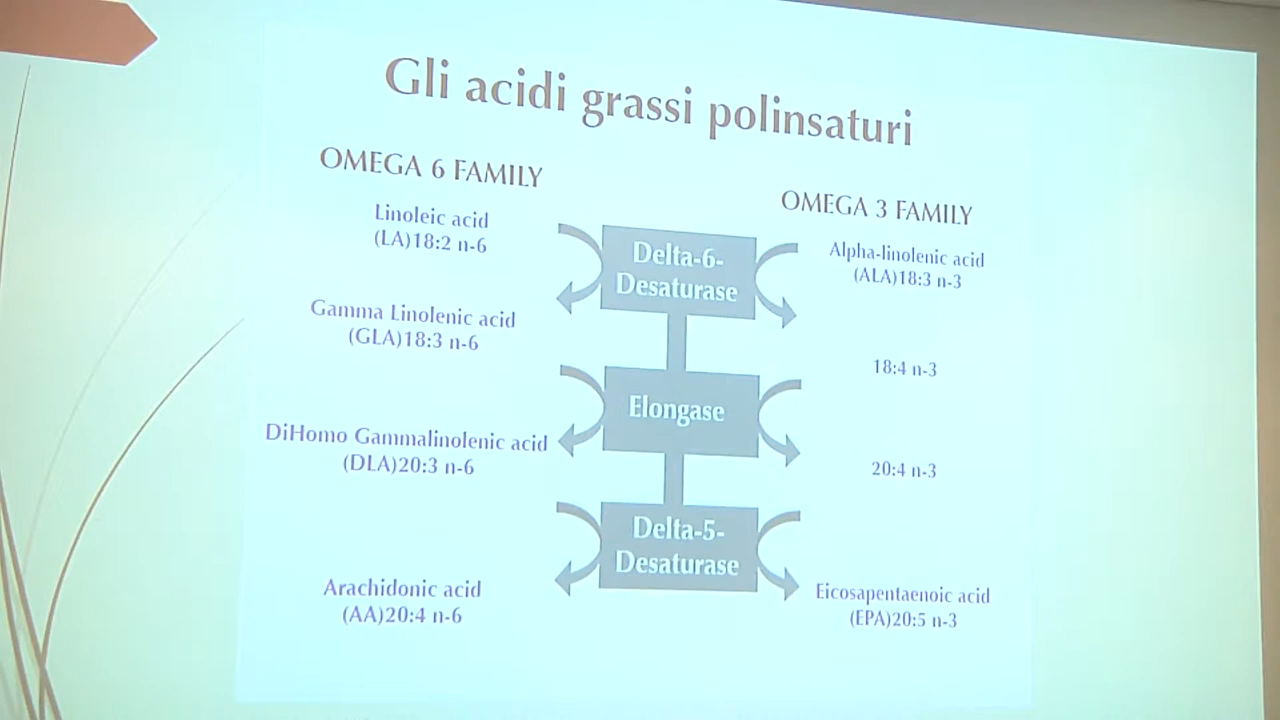 Gli acidi grassi polinsaturi
OMEGA 6 FAMILY
Linoleic acid
(LA)18:2 n-6
Gamma Linolenic acid
(GLA)18:3 n-6
DiHomo Gammalinolenic acid
(DLA)20:3 n-6
Arachidonic acid
(AA)20:4 n-6
Delta-6-
Desaturase
Elongase
Delta-5-
Desaturase
OMEGA 3 FAMILY
Alpha-linolenic acid
(ALA)18:3 n-3
18:4 n-3
20:4 n-3
Eicosapentaenoic acid
(EPA)20:5 n-3